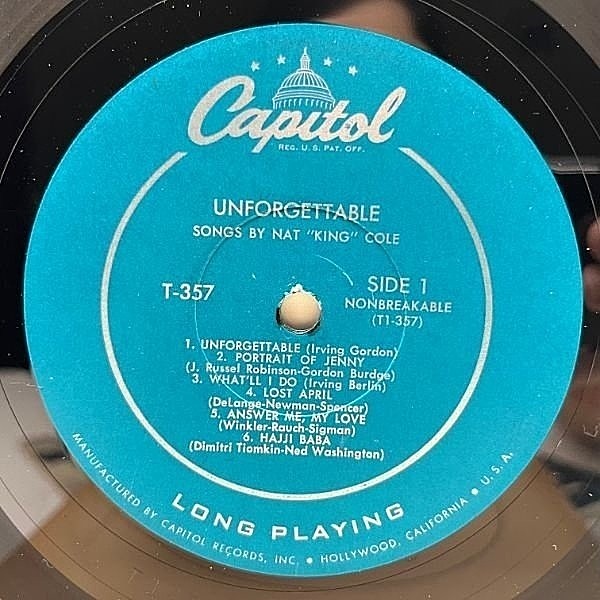 Capitol
REG. U.S. PAT. OFF.
UNFORGETTABLE
SONGS BY NAT "KING" COLE
T-357
SIDE 1
NONBREAKABLE
(T1-357)
1. UNFORGETTABLE (Irving Gordon)
2. PORTRAIT OF JENNY
(J. Russel Robinson-Gordon Burdge)
3. WHAT'LL I DO (Irving Berlin)
4. LOST APRIL
(DeLange-Newman-Spencer)
5. ANSWER ME, MY LOVE
(Winkler-Rauch-Sigman)
6. HAJJI BABA
(Dimitri Tiomkin-Ned Washington)
LONG PLAYING
MANUFACTURED BY CAPITOL RECORDS, INC. • HOLLYWOOD, CALIFORNIA • U.S.A.